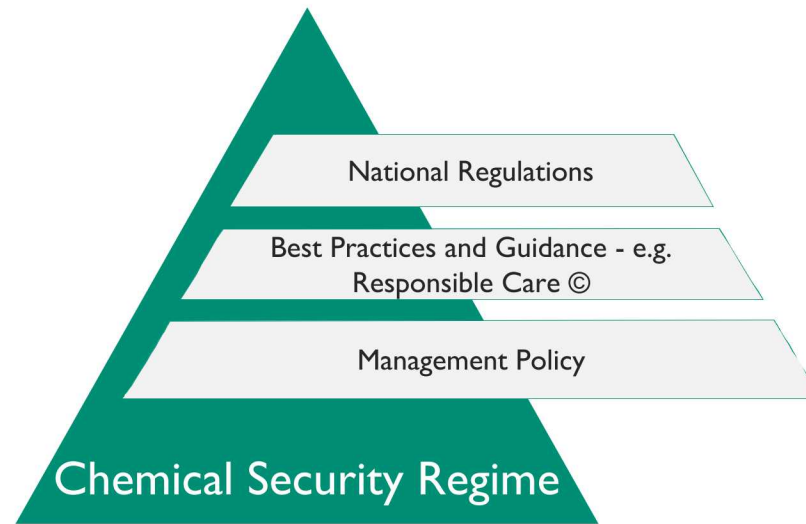 National Regulations
Best Practices and Guidance - e.g.
Responsible Care ©
Management Policy
Chemical Security Regime